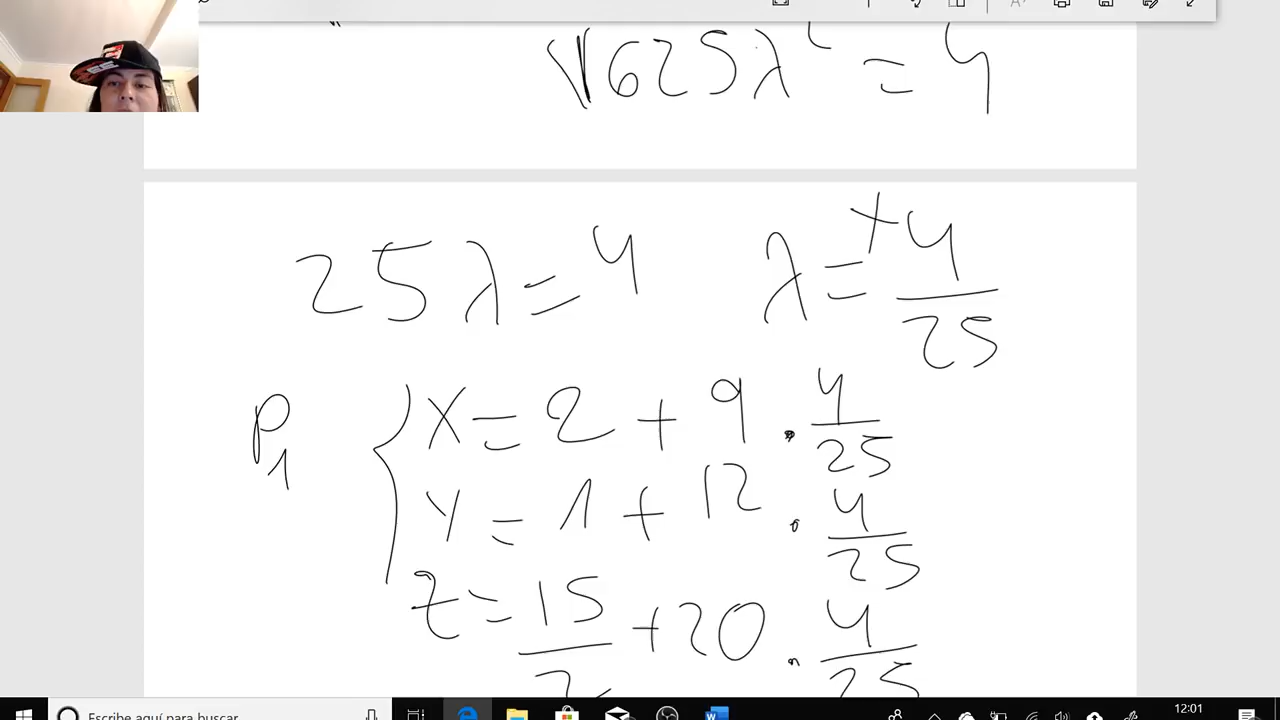 √625λ² = 4
25λ = 4    λ = +4/25
P₁ { x = 2 + 9 · 4/25
y = 1 + 12 · 4/25
z = 15/2 + 20 · 4/25
Escribe aquí para buscar
12:01